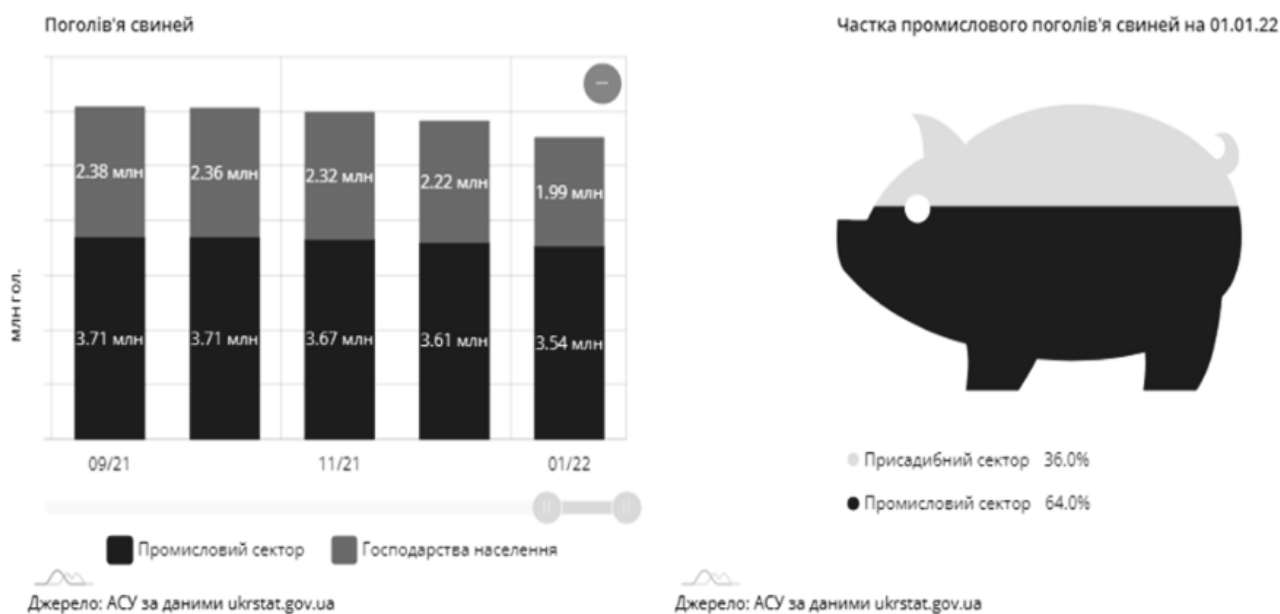 Поголів'я свиней
млн гол.
2.38 млн
2.36 млн
2.32 млн
2.22 млн
1.99 млн
3.71 млн
3.71 млн
3.67 млн
3.61 млн
3.54 млн
09/21
11/21
01/22
Промисловий сектор
Господарства населення
Джерело: АСУ за даними ukrstat.gov.ua
Частка промислового поголів'я свиней на 01.01.22
Присадибний сектор 36.0%
Промисловий сектор 64.0%
Джерело: АСУ за даними ukrstat.gov.ua